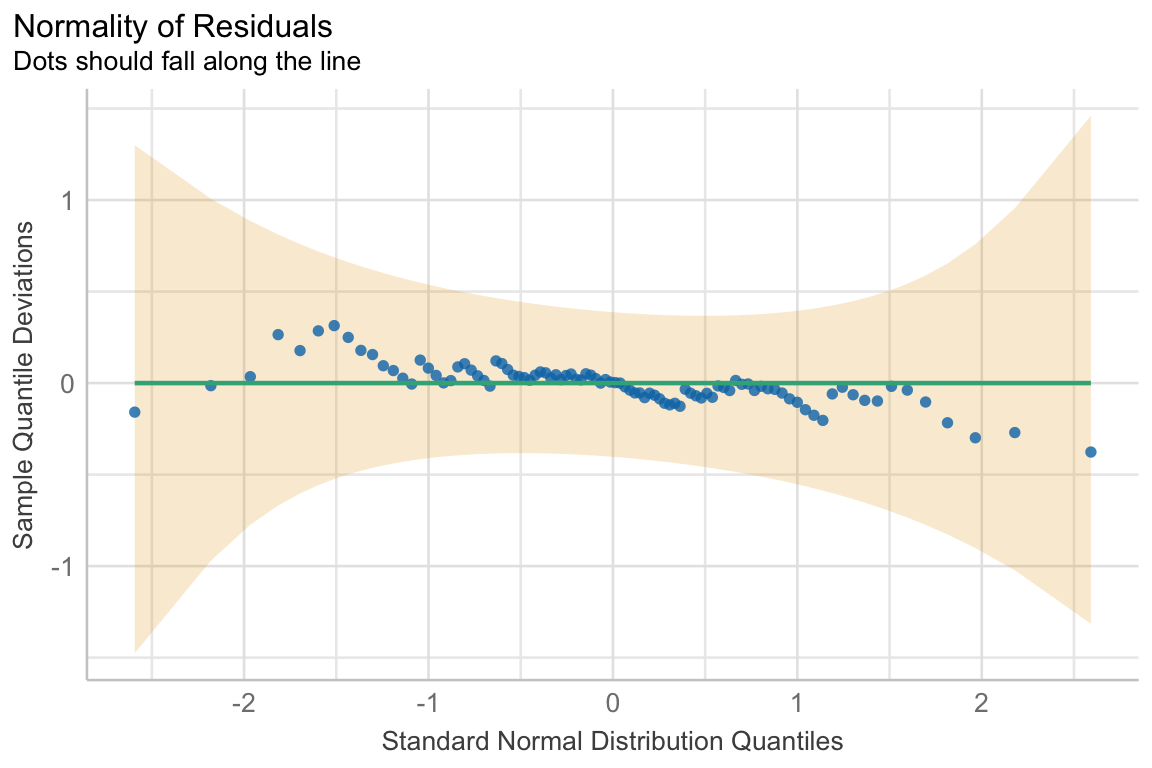 Normality of Residuals
Dots should fall along the line
Sample Quantile Deviations
1
0
-1
-2
-1
0
1
2
Standard Normal Distribution Quantiles